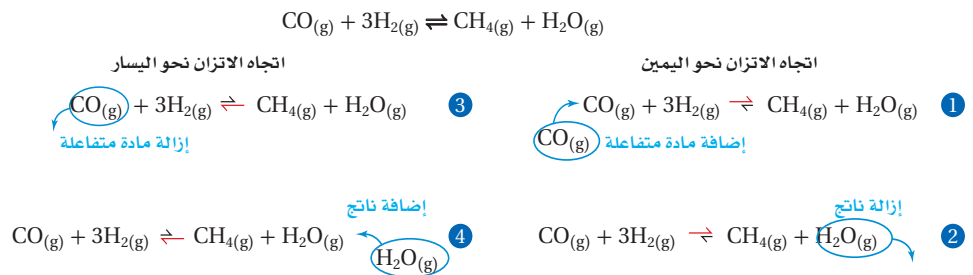 CO(g) + 3H2(g) ⇌ CH4(g) + H2O(g)
اتجاه الاتزان نحو اليمين
1 CO(g) + 3H2(g) ⇌ CH4(g) + H2O(g)
CO(g) إضافة مادة متفاعلة
إزالة ناتج
2 CO(g) + 3H2(g) ⇌ CH4(g) + H2O(g)
اتجاه الاتزان نحو اليسار
3 CO(g) + 3H2(g) ⇌ CH4(g) + H2O(g)
إزالة مادة متفاعلة
إضافة ناتج
4 CO(g) + 3H2(g) ⇌ CH4(g) + H2O(g)
H2O(g)